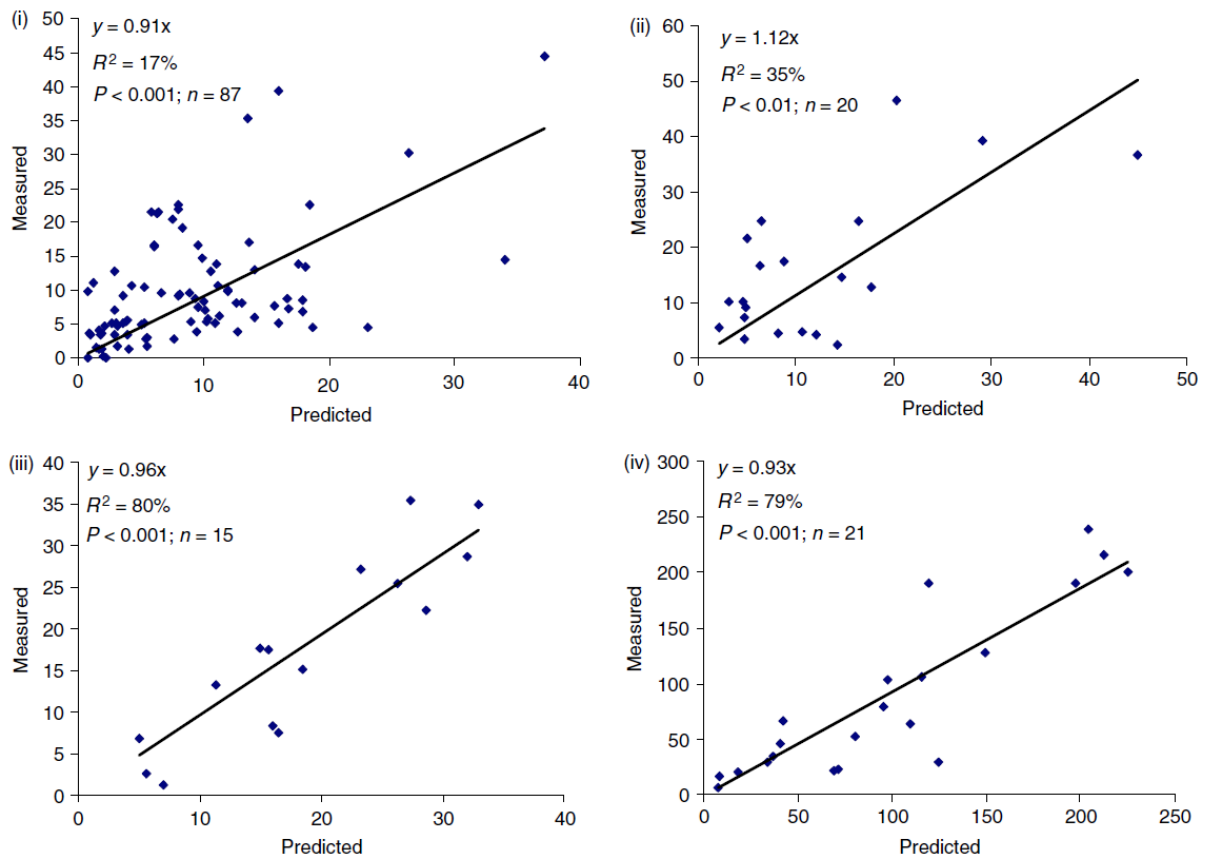 (i)
y = 0.91x
R² = 17%
P < 0.001; n = 87
50
45
40
35
30
25
20
15
10
5
0
Measured
0 10 20 30 40
Predicted
(ii)
y = 1.12x
R² = 35%
P < 0.01; n = 20
60
50
40
30
20
10
0
Measured
0 10 20 30 40 50
Predicted
(iii)
y = 0.96x
R² = 80%
P < 0.001; n = 15
40
35
30
25
20
15
10
5
0
Measured
0 10 20 30 40
Predicted
(iv)
y = 0.93x
R² = 79%
P < 0.001; n = 21
300
250
200
150
100
50
0
Measured
0 50 100 150 200 250
Predicted